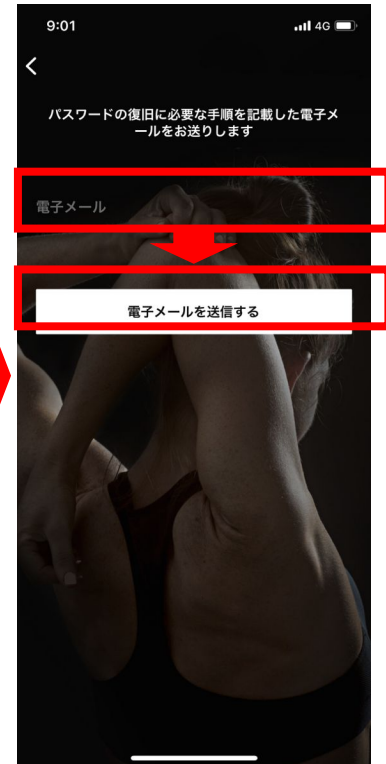 9:01
4G
パスワードの復旧に必要な手順を記載した電子メ
ールをお送りします
電子メール
電子メールを送信する